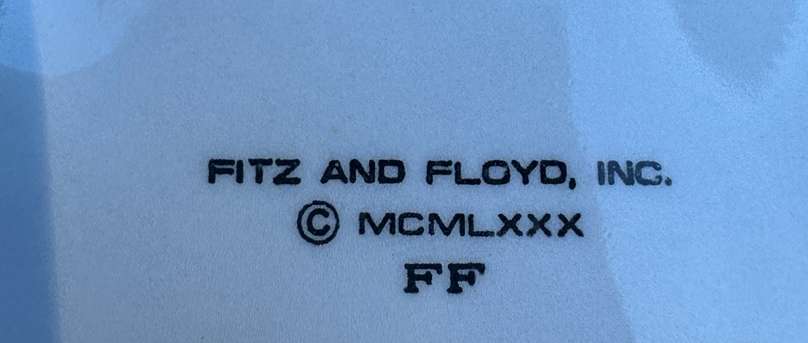 FITZ AND FLOYD, INC.
© MCMLXXX
FF